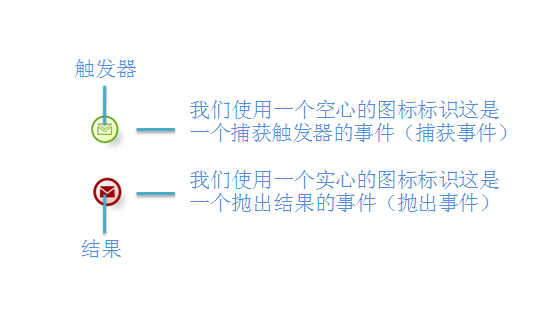 触发器
我们使用一个空心的图标标识这是
一个捕获触发器的事件（捕获事件）
我们使用一个实心的图标标识这是
一个抛出结果的事件（抛出事件）
结果